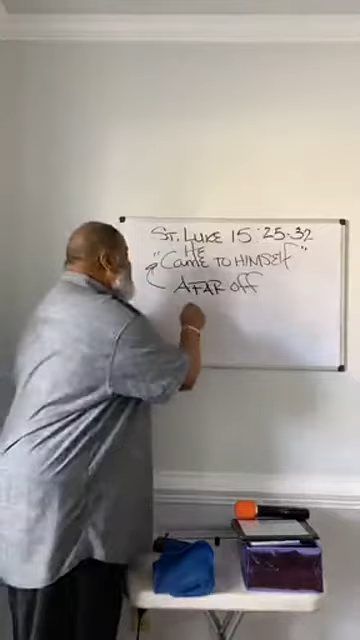 St. Luke 15:25-32
HE
"Came to HIMSELF"
AFAR off